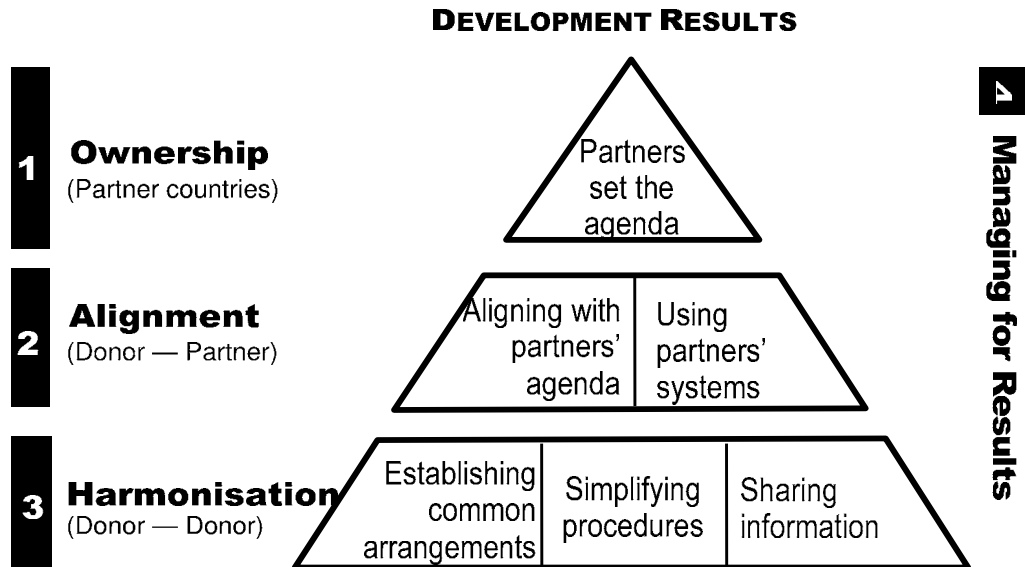 DEVELOPMENT RESULTS
1
Ownership
(Partner countries)
Partners
set the
agenda
2
Alignment
(Donor — Partner)
Aligning with
partners’
agenda
Using
partners’
systems
3
Harmonisation
(Donor — Donor)
Establishing
common
arrangements
Simplifying
procedures
Sharing
information
4
Managing for Results